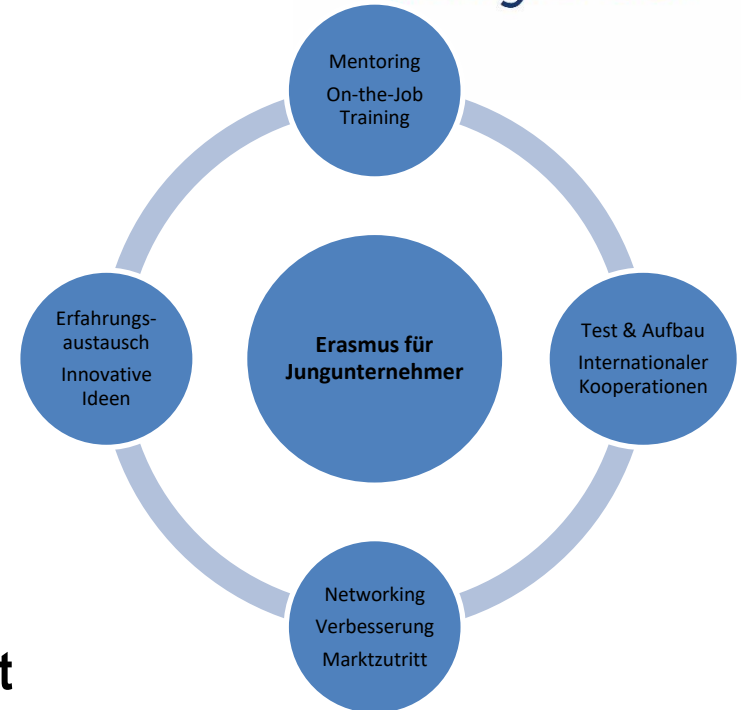 Mentoring
On-the-Job
Training
Erfahrungs-
austausch
Innovative
Ideen
Erasmus für
Jungunternehmer
Test & Aufbau
Internationaler
Kooperationen
Networking
Verbesserung
Marktzutritt
t